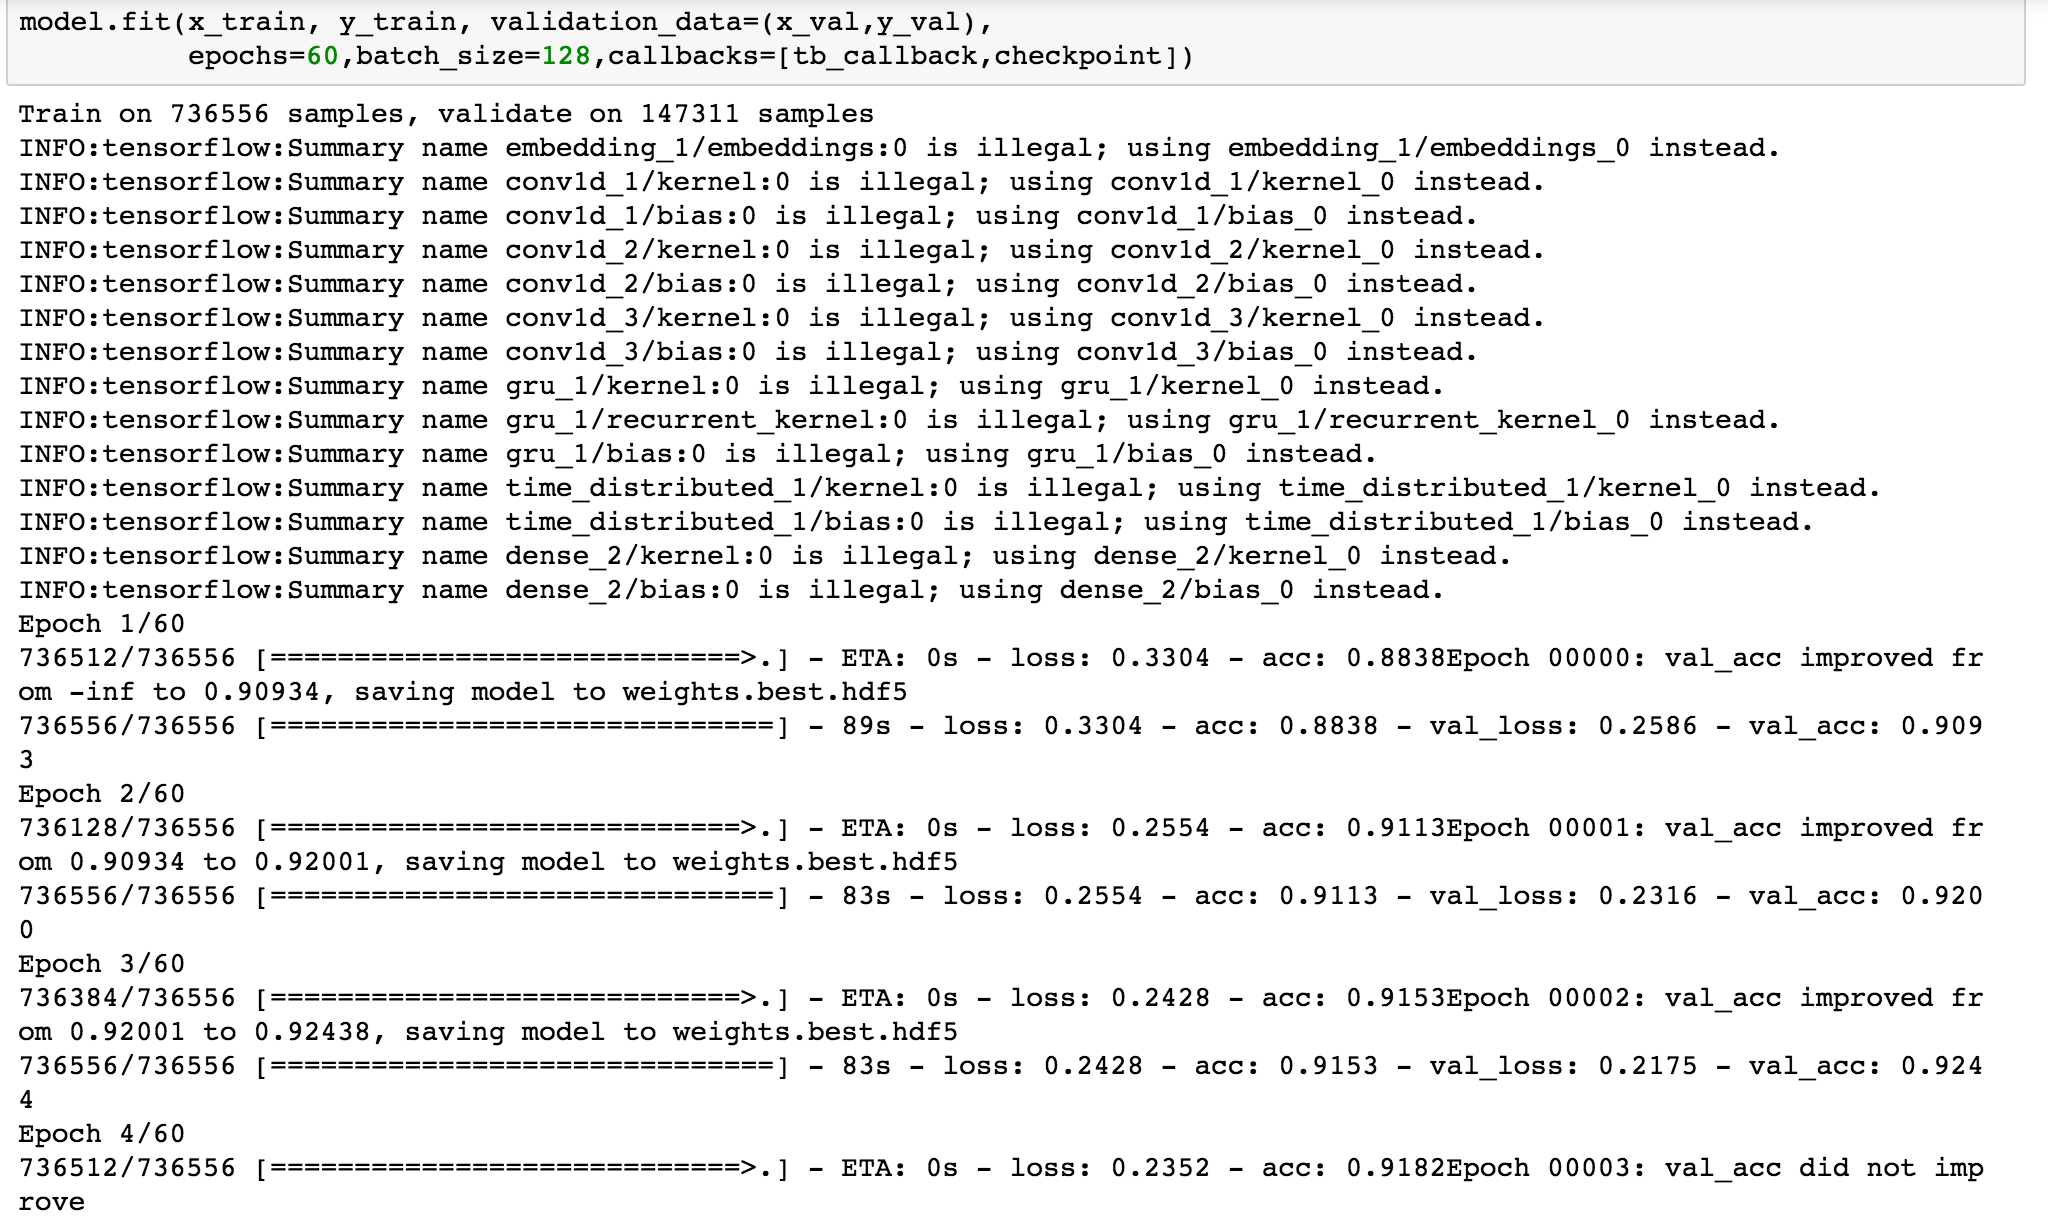 model.fit(x_train, y_train, validation_data=(x_val,y_val),
          epochs=60,batch_size=128,callbacks=[tb_callback,checkpoint])
Train on 736556 samples, validate on 147311 samples
INFO:tensorflow:Summary name embedding_1/embeddings:0 is illegal; using embedding_1/embeddings_0 instead.
INFO:tensorflow:Summary name conv1d_1/kernel:0 is illegal; using conv1d_1/kernel_0 instead.
INFO:tensorflow:Summary name conv1d_1/bias:0 is illegal; using conv1d_1/bias_0 instead.
INFO:tensorflow:Summary name conv1d_2/kernel:0 is illegal; using conv1d_2/kernel_0 instead.
INFO:tensorflow:Summary name conv1d_2/bias:0 is illegal; using conv1d_2/bias_0 instead.
INFO:tensorflow:Summary name conv1d_3/kernel:0 is illegal; using conv1d_3/kernel_0 instead.
INFO:tensorflow:Summary name conv1d_3/bias:0 is illegal; using conv1d_3/bias_0 instead.
INFO:tensorflow:Summary name gru_1/kernel:0 is illegal; using gru_1/kernel_0 instead.
INFO:tensorflow:Summary name gru_1/recurrent_kernel:0 is illegal; using gru_1/recurrent_kernel_0 instead.
INFO:tensorflow:Summary name gru_1/bias:0 is illegal; using gru_1/bias_0 instead.
INFO:tensorflow:Summary name time_distributed_1/kernel:0 is illegal; using time_distributed_1/kernel_0 instead.
INFO:tensorflow:Summary name time_distributed_1/bias:0 is illegal; using time_distributed_1/bias_0 instead.
INFO:tensorflow:Summary name dense_2/kernel:0 is illegal; using dense_2/kernel_0 instead.
INFO:tensorflow:Summary name dense_2/bias:0 is illegal; using dense_2/bias_0 instead.
Epoch 1/60
736512/736556 [============================>.] - ETA: 0s - loss: 0.3304 - acc: 0.8838Epoch 00000: val_acc improved fr
om -inf to 0.90934, saving model to weights.best.hdf5
736556/736556 [==============================] - 89s - loss: 0.3304 - acc: 0.8838 - val_loss: 0.2586 - val_acc: 0.909
3
Epoch 2/60
736128/736556 [============================>.] - ETA: 0s - loss: 0.2554 - acc: 0.9113Epoch 00001: val_acc improved fr
om 0.90934 to 0.92001, saving model to weights.best.hdf5
736556/736556 [==============================] - 83s - loss: 0.2554 - acc: 0.9113 - val_loss: 0.2316 - val_acc: 0.920
0
Epoch 3/60
736384/736556 [============================>.] - ETA: 0s - loss: 0.2428 - acc: 0.9153Epoch 00002: val_acc improved fr
om 0.92001 to 0.92438, saving model to weights.best.hdf5
736556/736556 [==============================] - 83s - loss: 0.2428 - acc: 0.9153 - val_loss: 0.2175 - val_acc: 0.924
4
Epoch 4/60
736512/736556 [============================>.] - ETA: 0s - loss: 0.2352 - acc: 0.9182Epoch 00003: val_acc did not imp
rove